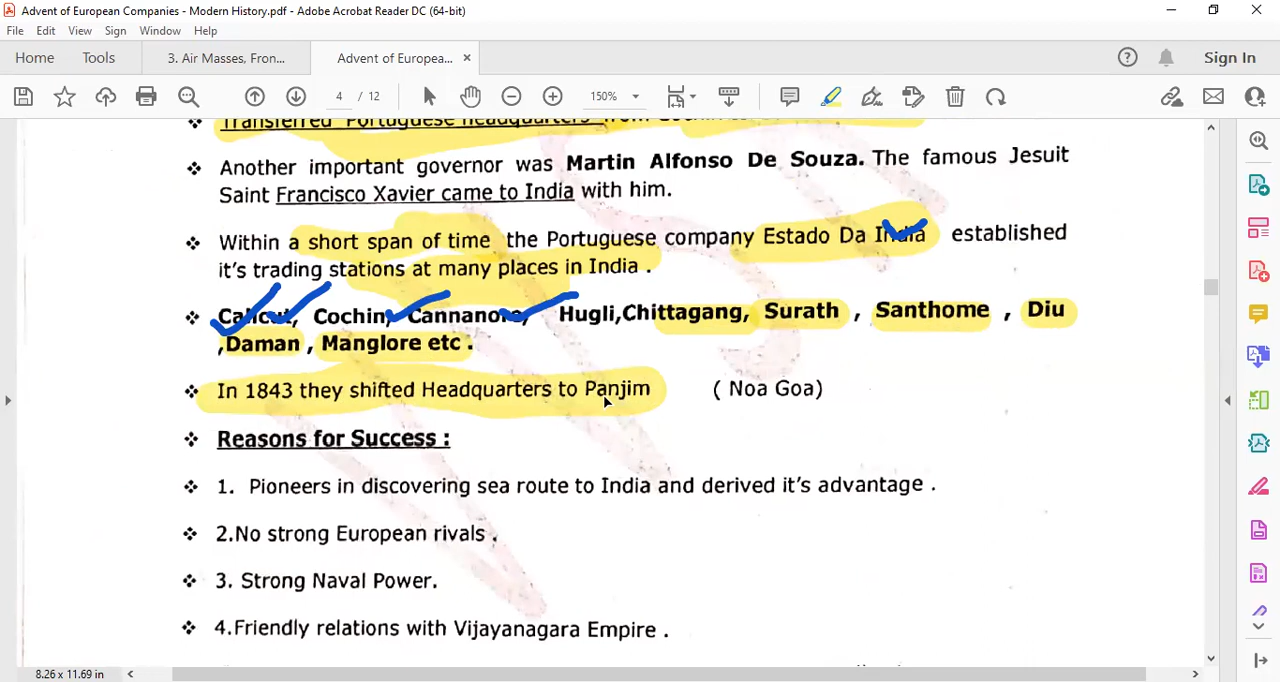 Advent of European Companies - Modern History.pdf - Adobe Acrobat Reader DC (64-bit)
File Edit View Sign Window Help
Home Tools 3. Air Masses, Fron... Advent of Europea... × Sign In
4 / 12 150%
Transferred Portuguese headquarters from Cochin
Another important governor was Martin Alfonso De Souza. The famous Jesuit
Saint Francisco Xavier came to India with him.
Within a short span of time the Portuguese company Estado Da India established
it's trading stations at many places in India .
Calicut, Cochin, Cannanore, Hugli,Chittagang, Surath , Santhome , Diu
,Daman , Manglore etc .
In 1843 they shifted Headquarters to Panjim ( Noa Goa)
Reasons for Success :
1. Pioneers in discovering sea route to India and derived it's advantage .
2.No strong European rivals .
3. Strong Naval Power.
4.Friendly relations with Vijayanagara Empire .
8.26 x 11.69 in